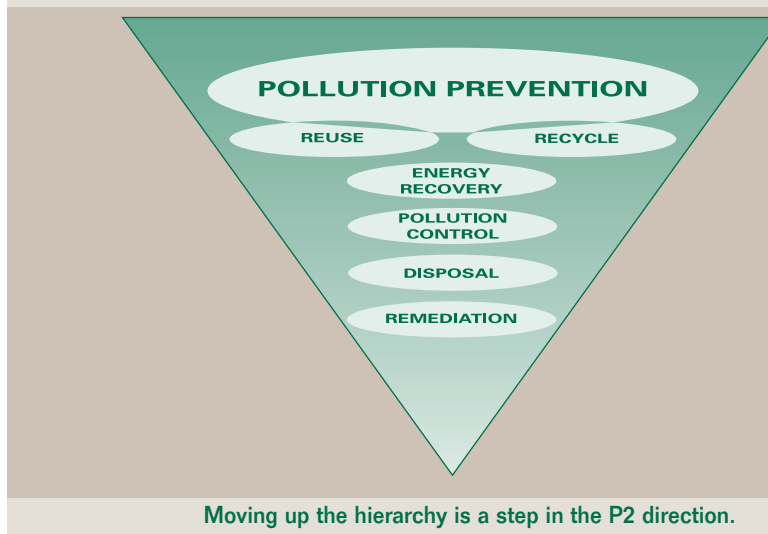 POLLUTION PREVENTION
REUSE
RECYCLE
ENERGY
RECOVERY
POLLUTION
CONTROL
DISPOSAL
REMEDIATION
Moving up the hierarchy is a step in the P2 direction.